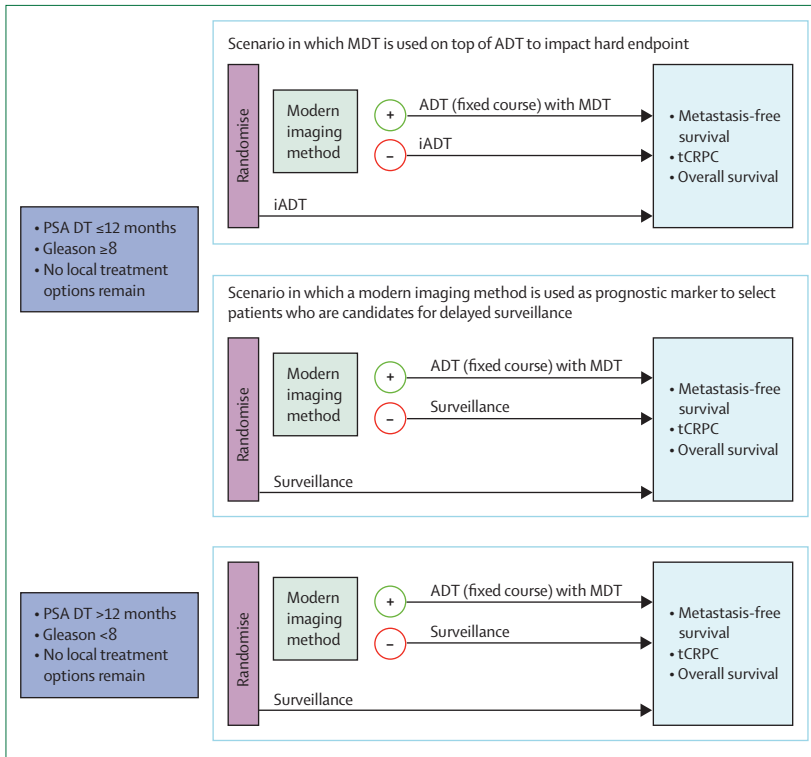 Scenario in which MDT is used on top of ADT to impact hard endpoint
Randomise
Modern
imaging
method
+
ADT (fixed course) with MDT
–
iADT
iADT
• Metastasis-free
survival
• tCRPC
• Overall survival
• PSA DT ≤12 months
• Gleason ≥8
• No local treatment
options remain
Scenario in which a modern imaging method is used as prognostic marker to select
patients who are candidates for delayed surveillance
Randomise
Modern
imaging
method
+
ADT (fixed course) with MDT
–
Surveillance
Surveillance
• Metastasis-free
survival
• tCRPC
• Overall survival
• PSA DT >12 months
• Gleason <8
• No local treatment
options remain
Randomise
Modern
imaging
method
+
ADT (fixed course) with MDT
–
Surveillance
Surveillance
• Metastasis-free
survival
• tCRPC
• Overall survival